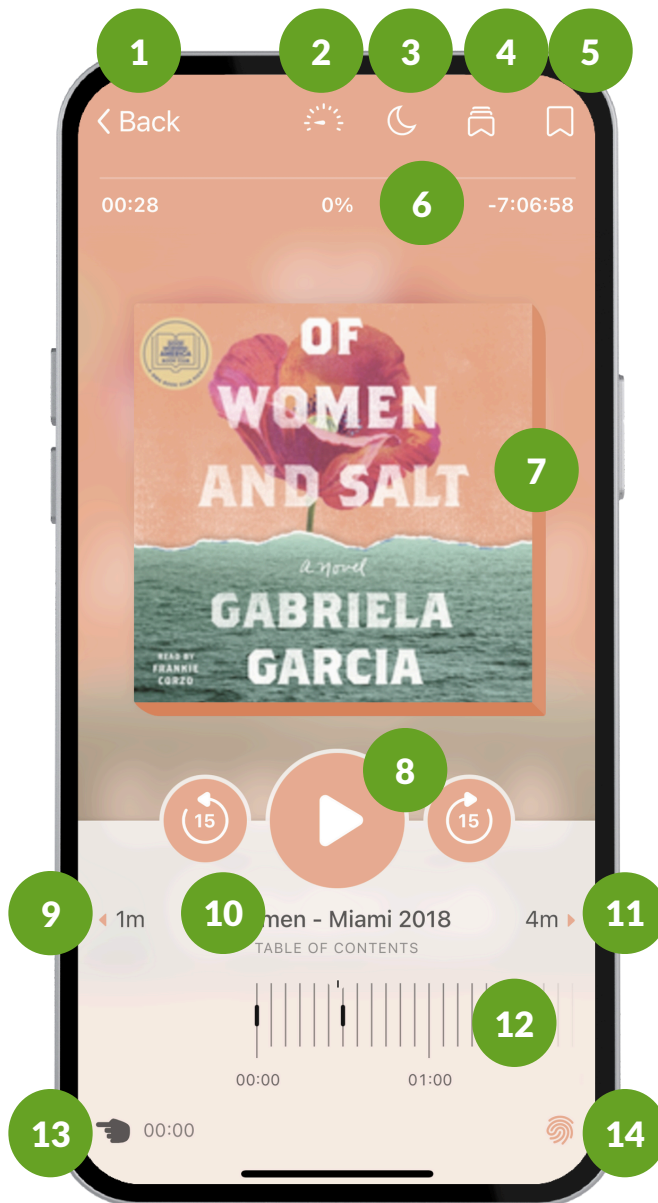 1
2
3
4
5
Back
00:28
0%
6
-7:06:58
OF
WOMEN
AND SALT
7
a novel
GABRIELA
GARCIA
READ BY
FRANKIE
CORZO
8
15
15
9
1m
10
men - Miami 2018
4m
11
TABLE OF CONTENTS
12
00:00
01:00
13
00:00
14